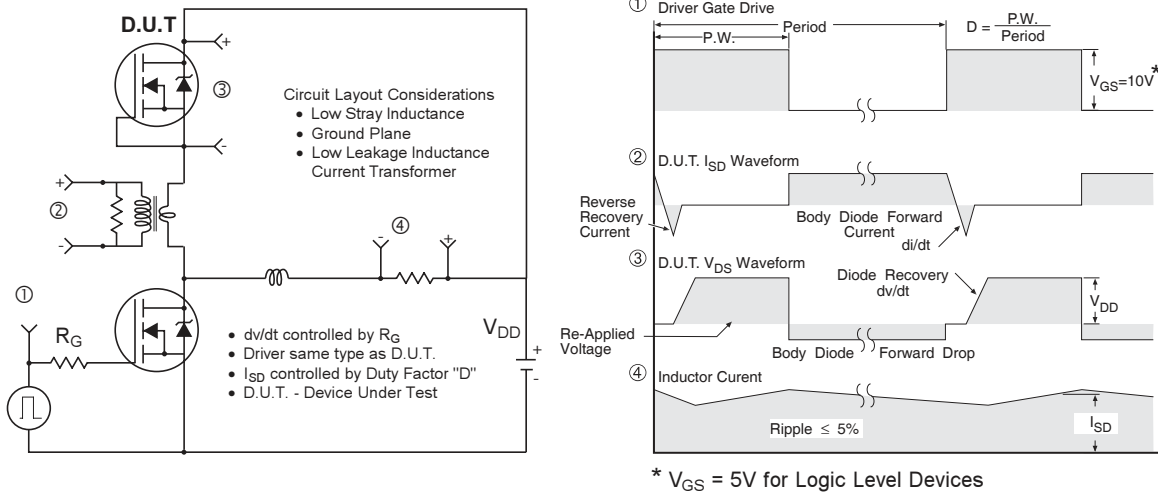 D.U.T
+
③
-
Circuit Layout Considerations
• Low Stray Inductance
• Ground Plane
• Low Leakage Inductance
Current Transformer
+
②
-
④
-
+
①
R_G
• dv/dt controlled by R_G
• Driver same type as D.U.T.
• I_SD controlled by Duty Factor "D"
• D.U.T. - Device Under Test
V_DD
+
-
① Driver Gate Drive
Period
P.W.
D = P.W.
Period
V_GS=10V*
② D.U.T. I_SD Waveform
Reverse
Recovery
Current
Body Diode Forward
Current
di/dt
③ D.U.T. V_DS Waveform
Diode Recovery
dv/dt
V_DD
Re-Applied
Voltage
Body Diode Forward Drop
④ Inductor Curent
Ripple ≤ 5%
I_SD
* V_GS = 5V for Logic Level Devices